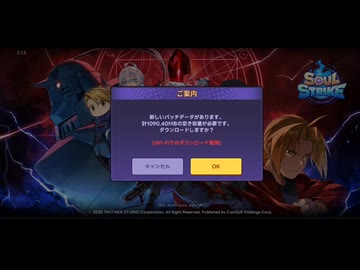 3.1.2
SOUL
STRIKE
ご案内
新しいパッチデータがあります。
計1090.40MBの空き容量が必要です。
ダウンロードしますか?
(Wi-Fiでのダウンロード推奨)
キャンセル
OK
STUDIO Corporation. All Right Reserved. Published by Com2uS Holdings Corp.